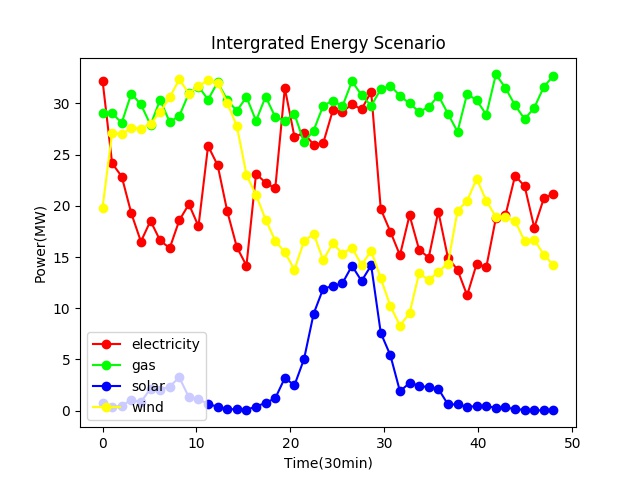 Intergrated Energy Scenario
Power(MW)
30
25
20
15
10
5
0
electricity
gas
solar
wind
0 10 20 30 40 50
Time(30min)